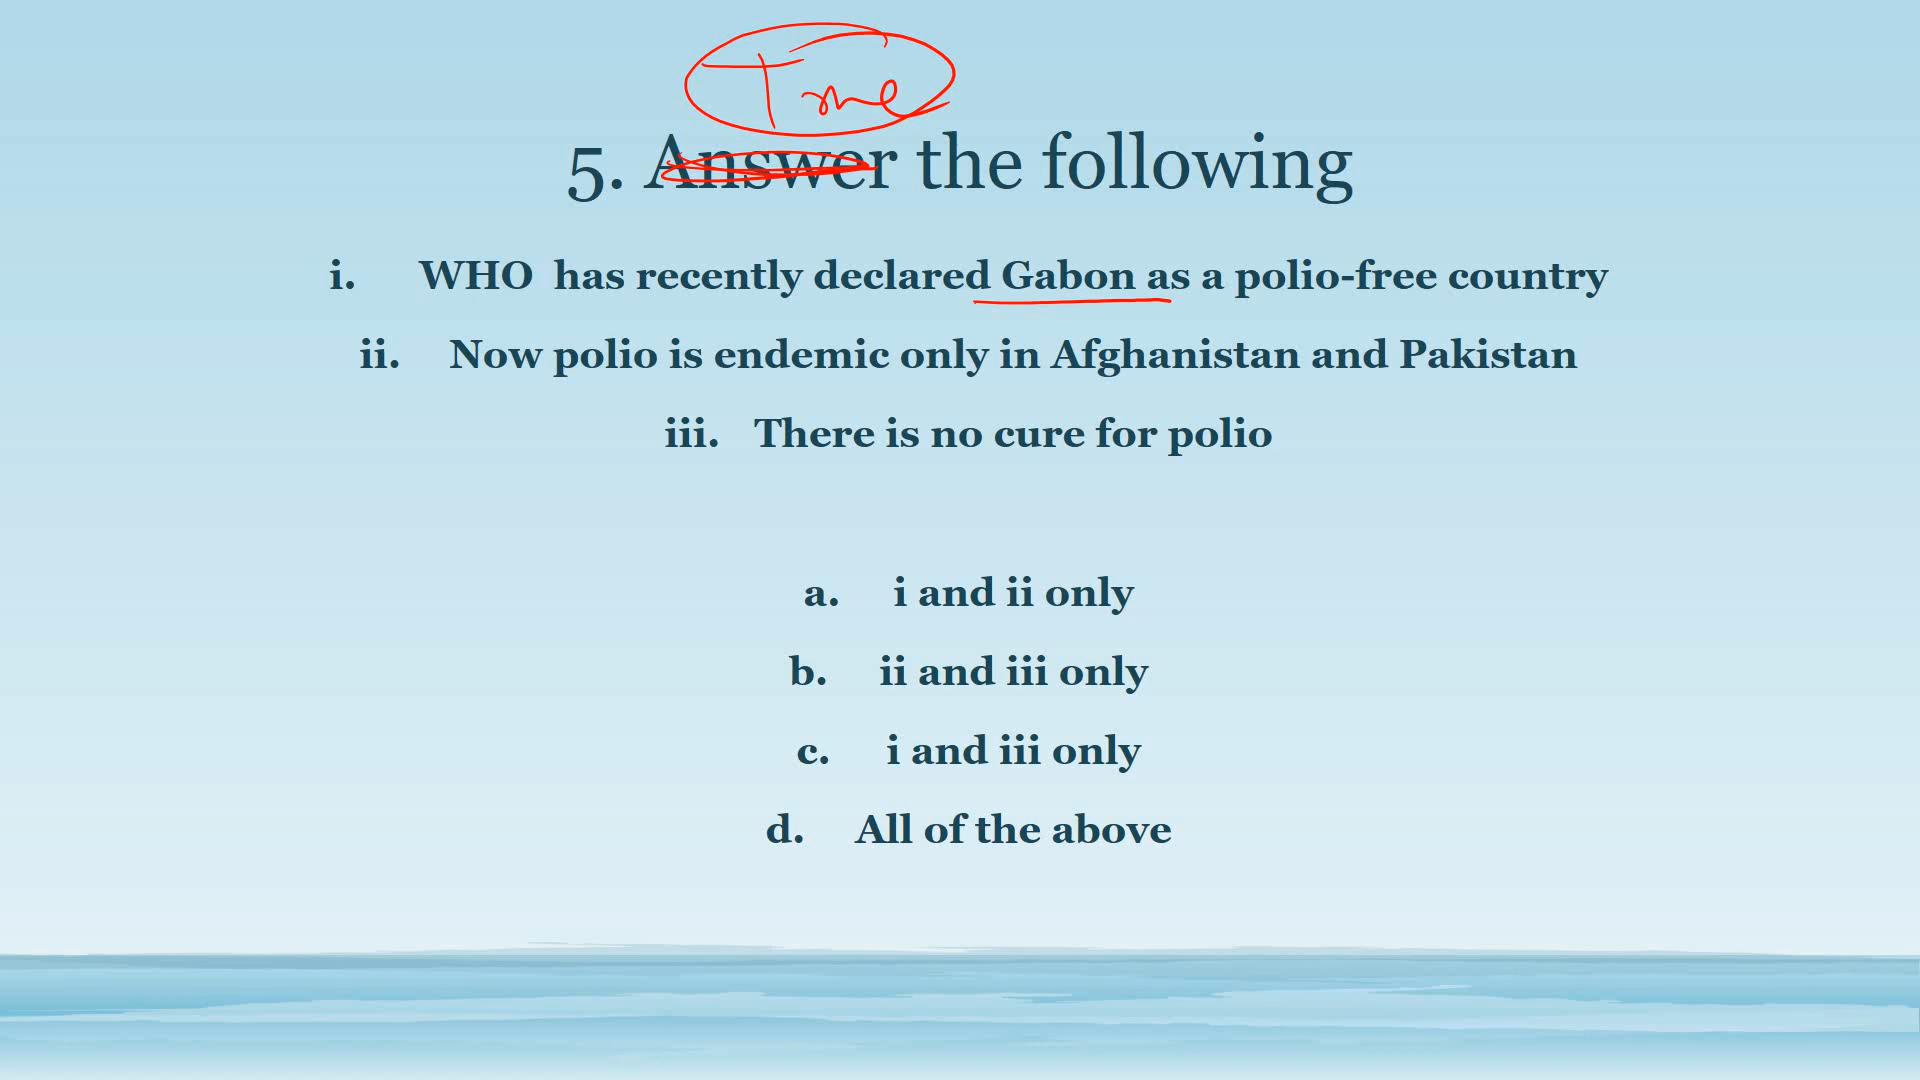 True
5. Answer the following
i. WHO has recently declared Gabon as a polio-free country
ii. Now polio is endemic only in Afghanistan and Pakistan
iii. There is no cure for polio
a. i and ii only
b. ii and iii only
c. i and iii only
d. All of the above